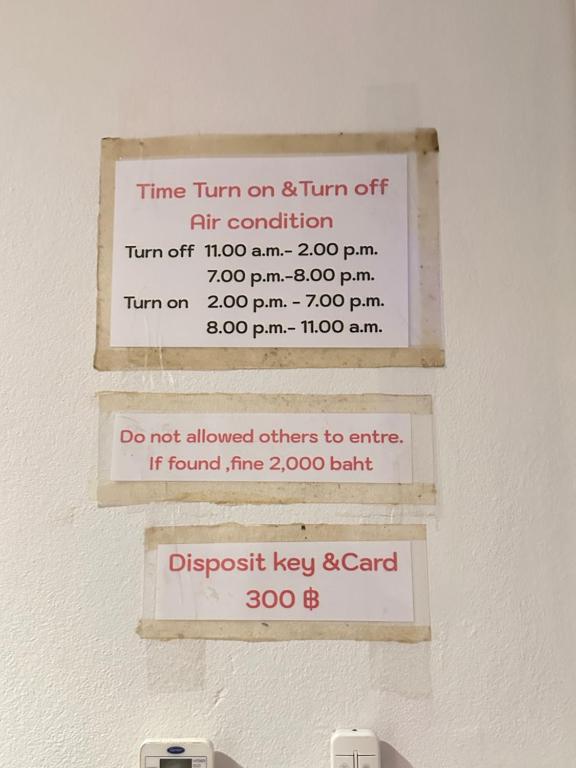 Time Turn on &Turn off
Air condition
Turn off 11.00 a.m.- 2.00 p.m.
7.00 p.m.-8.00 p.m.
Turn on 2.00 p.m. - 7.00 p.m.
8.00 p.m.- 11.00 a.m.
Do not allowed others to entre.
If found ,fine 2,000 baht
Disposit key &Card
300 ฿